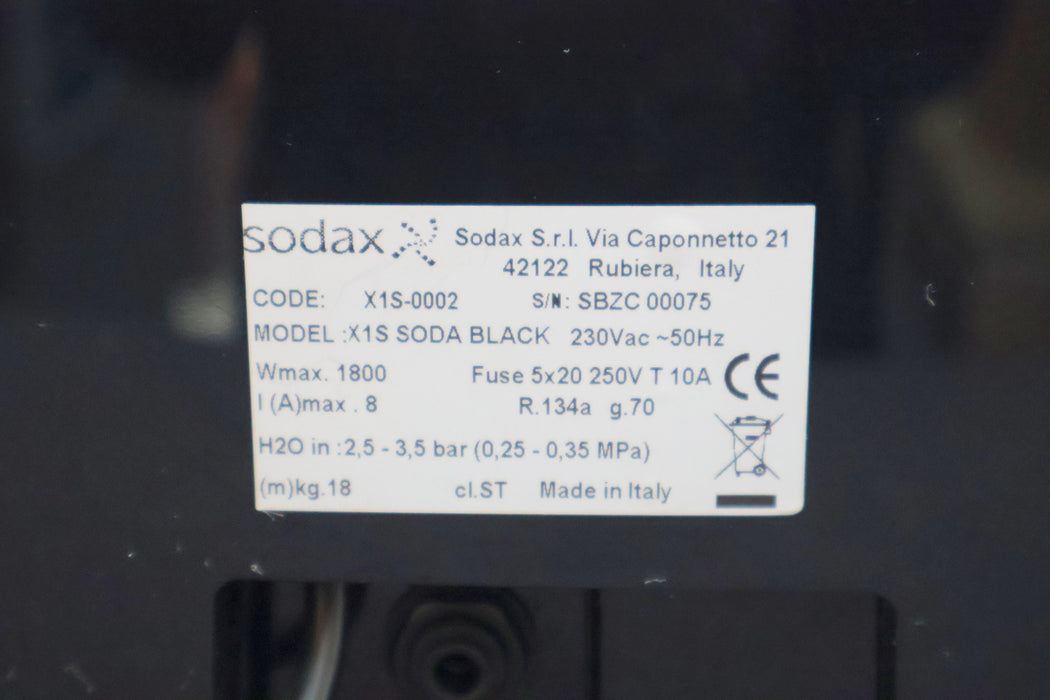 sodax Sodax S.r.l. Via Caponnetto 21
42122 Rubiera, Italy
CODE: X1S-0002 S/N: SBZC 00075
MODEL :X1S SODA BLACK 230Vac ~50Hz
Wmax. 1800 Fuse 5x20 250V T 10A CE
I (A)max . 8 R.134a g.70
H2O in :2,5 - 3,5 bar (0,25 - 0,35 MPa)
(m)kg.18 cl.ST Made in Italy